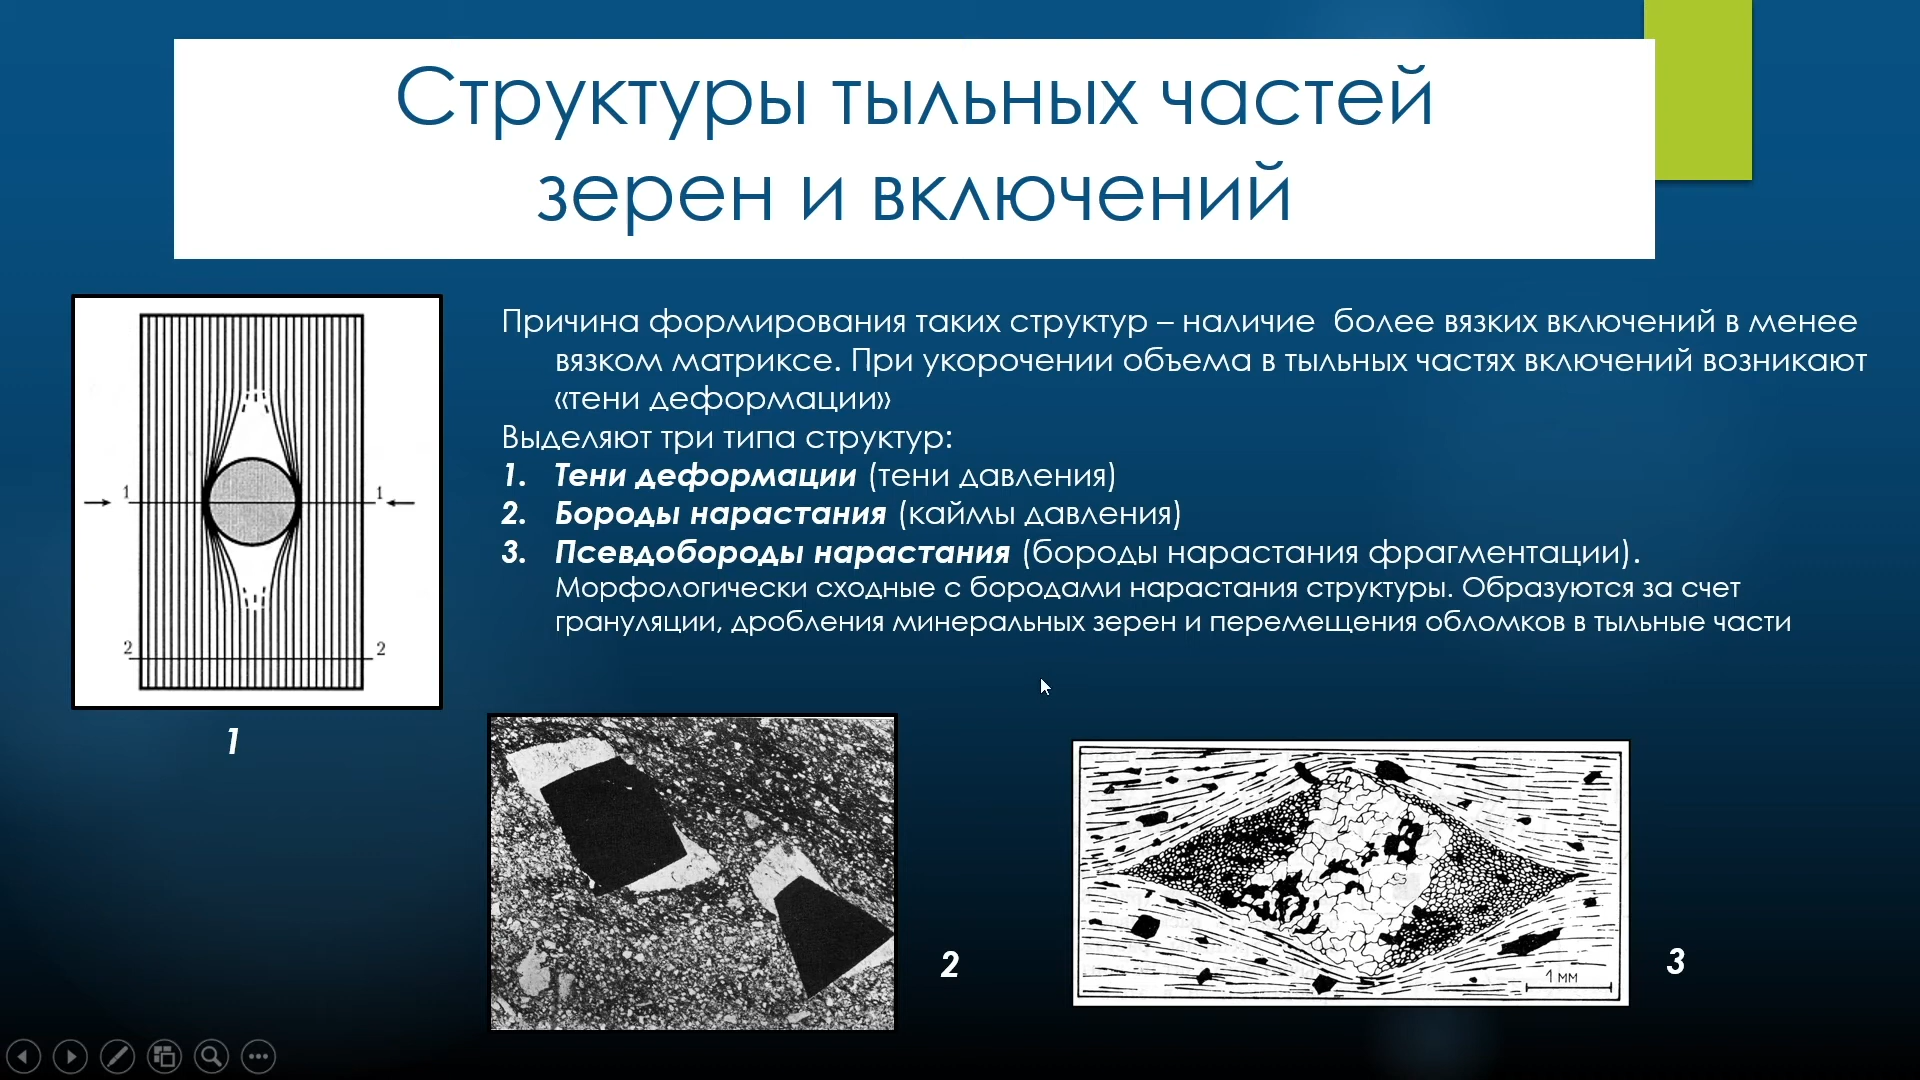 Структуры тыльных частей
зерен и включений
Причина формирования таких структур – наличие  более вязких включений в менее
вязком матриксе. При укорочении объема в тыльных частях включений возникают
«тени деформации»
Выделяют три типа структур:
1. Тени деформации (тени давления)
2. Бороды нарастания (каймы давления)
3. Псевдобороды нарастания (бороды нарастания фрагментации).
Морфологически сходные с бородами нарастания структуры. Образуются за счет
грануляции, дробления минеральных зерен и перемещения обломков в тыльные части
1 1
2 2
1
2
1 мм
3